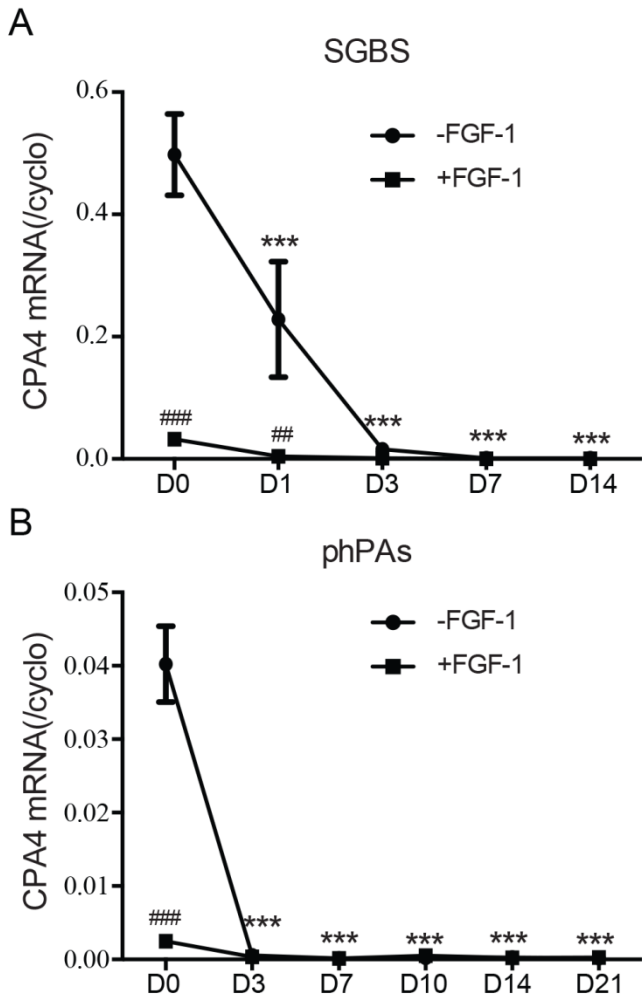 A
SGBS
0.6
-FGF-1
+FGF-1
0.4
***
CPA4 mRNA(/cyclo)
0.2
###
##
***
***
***
0.0
D0 D1 D3 D7 D14
B
phPAs
0.05
-FGF-1
+FGF-1
0.04
0.03
CPA4 mRNA(/cyclo)
0.02
0.01
###
***
***
***
***
***
0.00
D0 D3 D7 D10 D14 D21